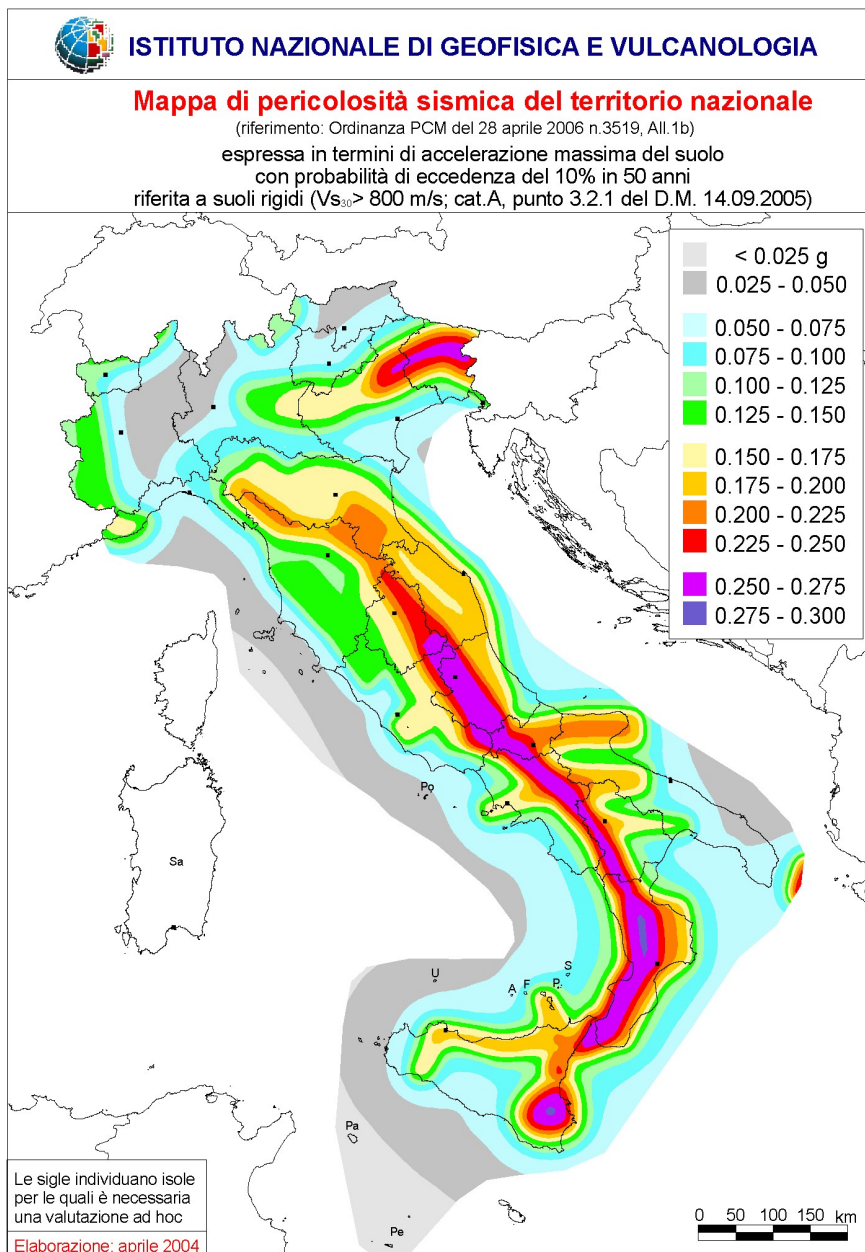 ISTITUTO NAZIONALE DI GEOFISICA E VULCANOLOGIA
Mappa di pericolosità sismica del territorio nazionale
(riferimento: Ordinanza PCM del 28 aprile 2006 n.3519, All.1b)
espressa in termini di accelerazione massima del suolo
con probabilità di eccedenza del 10% in 50 anni
riferita a suoli rigidi (Vs₃₀> 800 m/s; cat.A, punto 3.2.1 del D.M. 14.09.2005)
< 0.025 g
0.025 - 0.050
0.050 - 0.075
0.075 - 0.100
0.100 - 0.125
0.125 - 0.150
0.150 - 0.175
0.175 - 0.200
0.200 - 0.225
0.225 - 0.250
0.250 - 0.275
0.275 - 0.300
Po
Sa
U
A
F
P
S
Pa
Pe
Le sigle individuano isole
per le quali è necessaria
una valutazione ad hoc
Elaborazione: aprile 2004
0 50 100 150 km